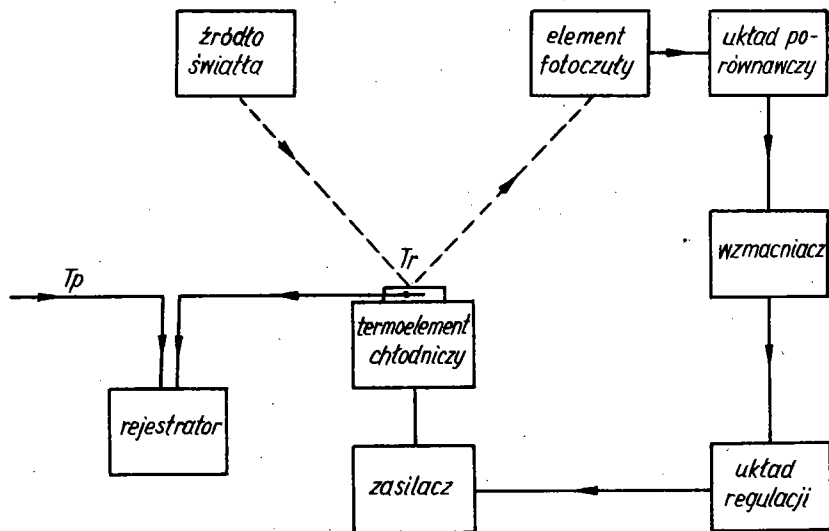 źródło
światła
element
fotoczuły
układ po-
równawczy
wzmacniacz
Tr
Tp
termoelement
chłodniczy
rejestrator
zasilacz
układ
regulacji